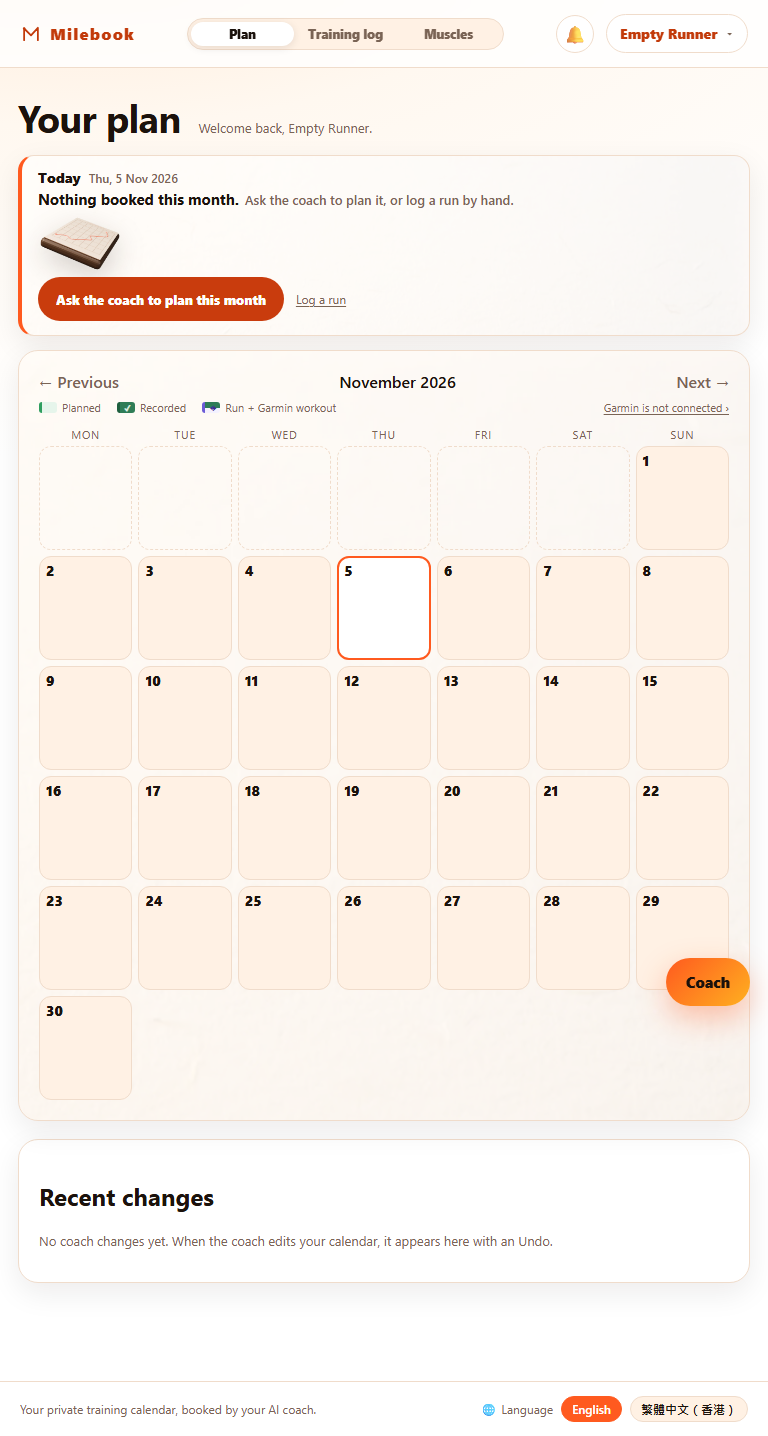 Milebook
Plan Training log Muscles
Empty Runner
Your plan Welcome back, Empty Runner.
Today Thu, 5 Nov 2026
Nothing booked this month. Ask the coach to plan it, or log a run by hand.
Ask the coach to plan this month Log a run
← Previous November 2026 Next →
Planned Recorded Run + Garmin workout Garmin is not connected ›
MON TUE WED THU FRI SAT SUN
1
2 3 4 5 6 7 8
9 10 11 12 13 14 15
16 17 18 19 20 21 22
23 24 25 26 27 28 29
Coach
30
Recent changes
No coach changes yet. When the coach edits your calendar, it appears here with an Undo.
Your private training calendar, booked by your AI coach. Language English 繁體中文（香港）